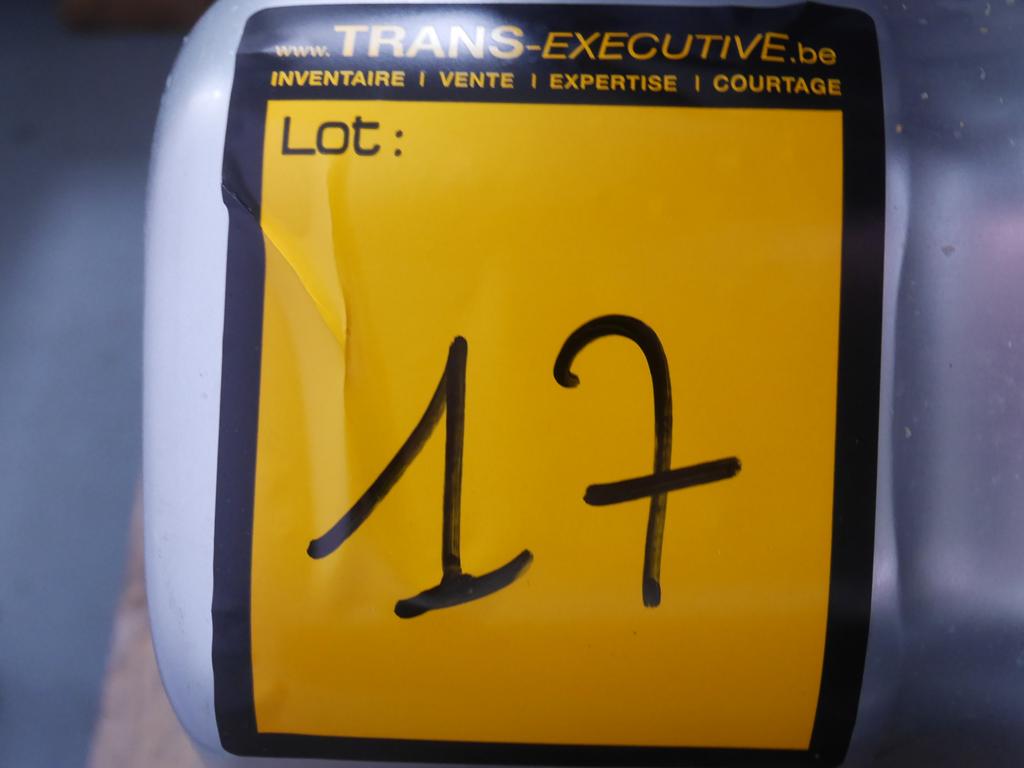 www.TRANS-EXECUTIVE.be
INVENTAIRE | VENTE | EXPERTISE | COURTAGE
Lot:
17